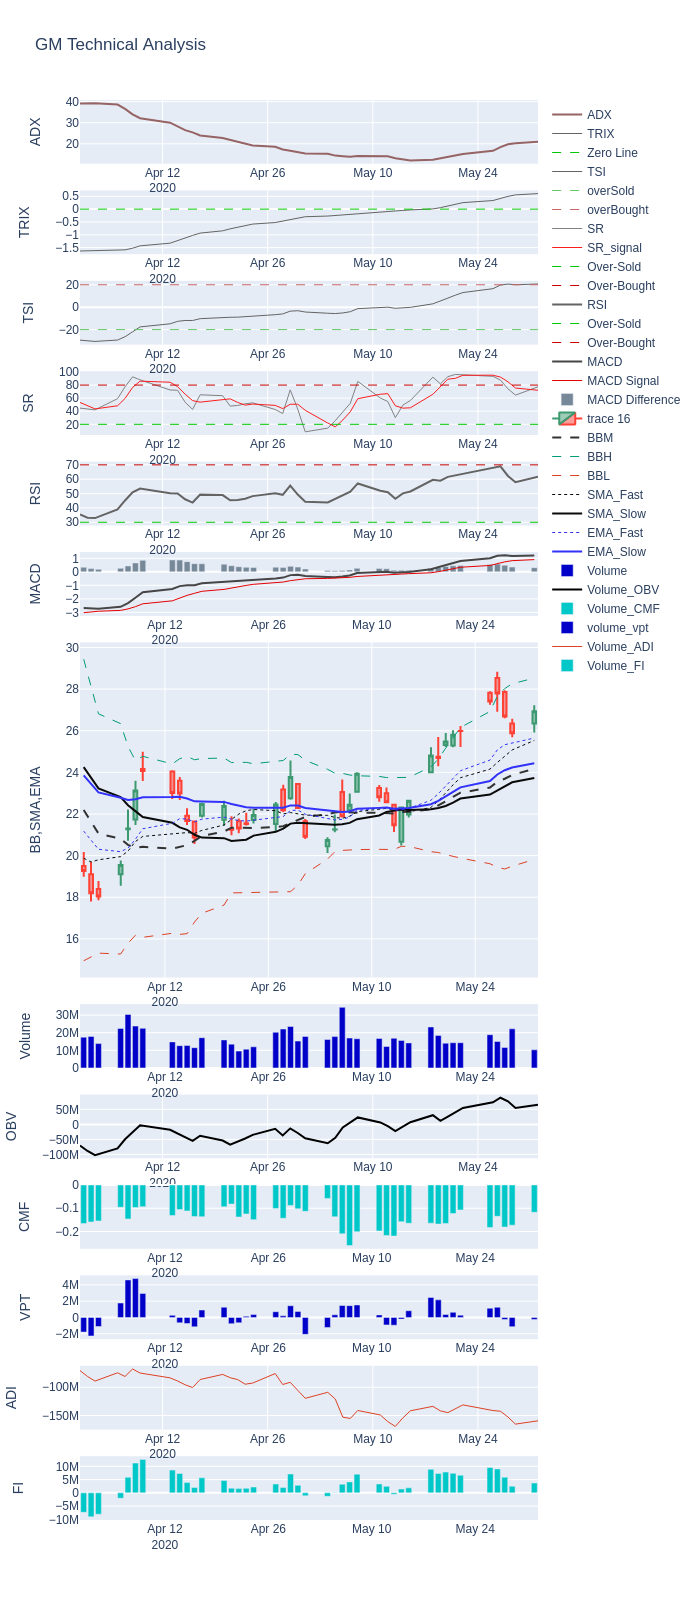 GM Technical Analysis
ADX
40
30
20
Apr 12
2020
Apr 26
May 10
May 24
TRIX
0.5
0
−0.5
−1
−1.5
Apr 12
2020
Apr 26
May 10
May 24
TSI
20
0
−20
Apr 12
2020
Apr 26
May 10
May 24
SR
100
80
60
40
20
Apr 12
2020
Apr 26
May 10
May 24
RSI
70
60
50
40
30
Apr 12
2020
Apr 26
May 10
May 24
MACD
1
0
−1
−2
−3
Apr 12
2020
Apr 26
May 10
May 24
BB,SMA,EMA
30
28
26
24
22
20
18
16
Apr 12
2020
Apr 26
May 10
May 24
Volume
30M
20M
10M
0
Apr 12
2020
Apr 26
May 10
May 24
OBV
50M
0
−50M
−100M
Apr 12
2020
Apr 26
May 10
May 24
CMF
0
−0.1
−0.2
Apr 12
2020
Apr 26
May 10
May 24
VPT
4M
2M
0
−2M
Apr 12
2020
Apr 26
May 10
May 24
ADI
−100M
−150M
Apr 12
2020
Apr 26
May 10
May 24
FI
10M
5M
0
−5M
−10M
Apr 12
2020
Apr 26
May 10
May 24
ADX
TRIX
Zero Line
TSI
overSold
overBought
SR
SR_signal
Over-Sold
Over-Bought
RSI
Over-Sold
Over-Bought
MACD
MACD Signal
MACD Difference
trace 16
BBM
BBH
BBL
SMA_Fast
SMA_Slow
EMA_Fast
EMA_Slow
Volume
Volume_OBV
Volume_CMF
volume_vpt
Volume_ADI
Volume_FI